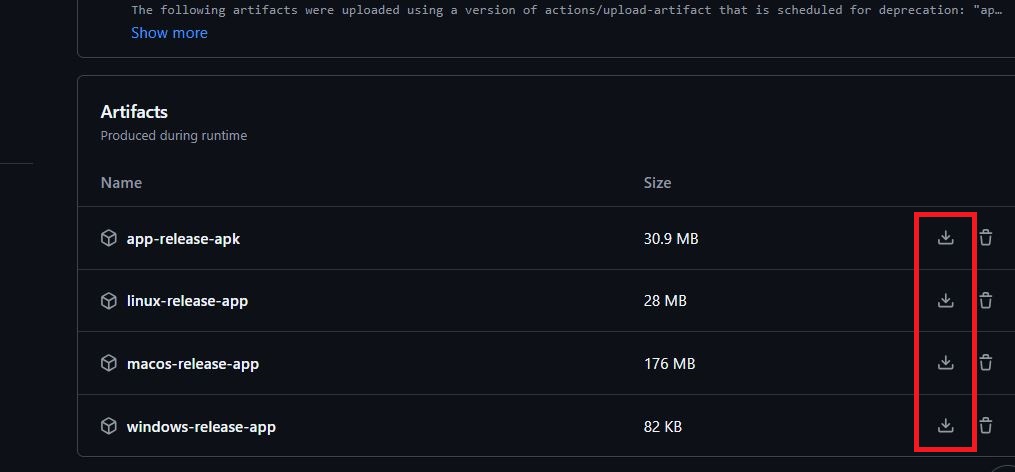 The following artifacts were uploaded using a version of actions/upload-artifact that is scheduled for deprecation: "ap…
Show more
Artifacts
Produced during runtime
Name Size
app-release-apk 30.9 MB
linux-release-app 28 MB
macos-release-app 176 MB
windows-release-app 82 KB